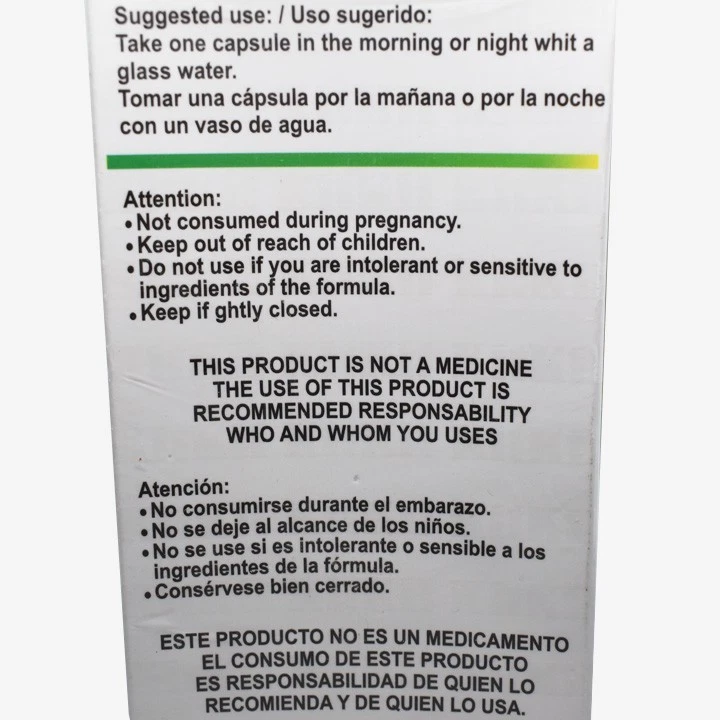 Suggested use: / Uso sugerido:
Take one capsule in the morning or night whit a
glass water.
Tomar una cápsula por la mañana o por la noche
con un vaso de agua.
Attention:
• Not consumed during pregnancy.
• Keep out of reach of children.
• Do not use if you are intolerant or sensitive to
ingredients of the formula.
• Keep if ghtly closed.
THIS PRODUCT IS NOT A MEDICINE
THE USE OF THIS PRODUCT IS
RECOMMENDED RESPONSABILITY
WHO AND WHOM YOU USES
Atención:
• No consumirse durante el embarazo.
• No se deje al alcance de los niños.
• No se use si es intolerante o sensible a los
ingredientes de la fórmula.
• Consérvese bien cerrado.
ESTE PRODUCTO NO ES UN MEDICAMENTO
EL CONSUMO DE ESTE PRODUCTO
ES RESPONSABILIDAD DE QUIEN LO
RECOMIENDA Y DE QUIEN LO USA.